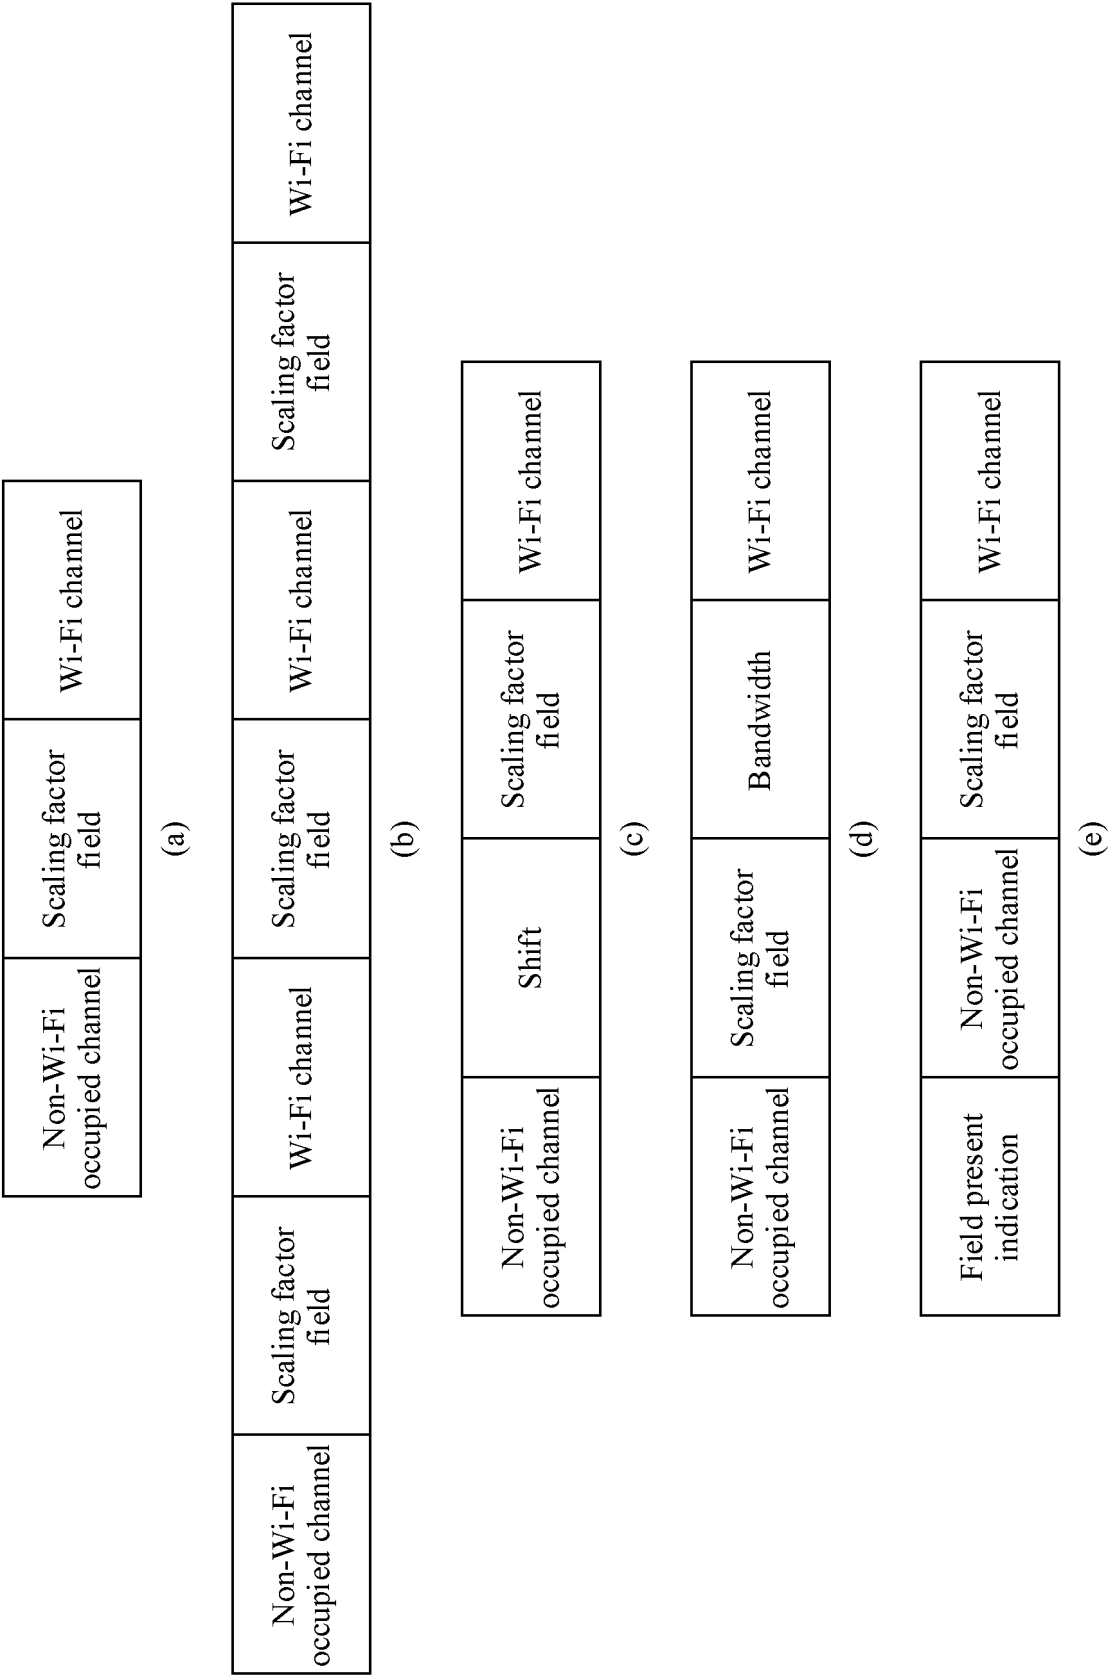 Non-Wi-Fi
occupied channel
Scaling factor
field
Wi-Fi channel
(a)
Non-Wi-Fi
occupied channel
Scaling factor
field
Wi-Fi channel
Scaling factor
field
Wi-Fi channel
Scaling factor
field
Wi-Fi channel
(b)
Non-Wi-Fi
occupied channel
Shift
Scaling factor
field
Wi-Fi channel
(c)
Non-Wi-Fi
occupied channel
Scaling factor
field
Bandwidth
Wi-Fi channel
(d)
Field present
indication
Non-Wi-Fi
occupied channel
Scaling factor
field
Wi-Fi channel
(e)